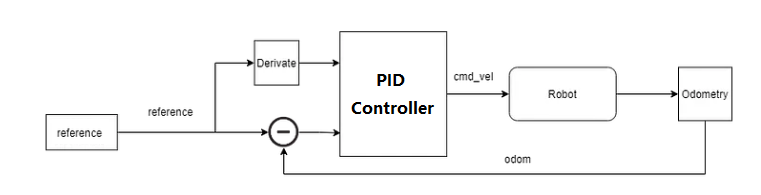 Derivate
PID
Controller
cmd_vel
Robot
Odometry
reference
reference
odom